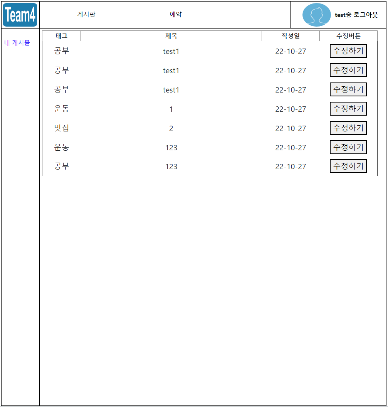 Team4 게시판 예약 test중 로그아웃
내 게시물
태그 제목 작성일 수정버튼
공부 test1 22-10-27 수정하기
공부 test1 22-10-27 수정하기
공부 test1 22-10-27 수정하기
운동 1 22-10-27 수정하기
맛집 2 22-10-27 수정하기
운동 123 22-10-27 수정하기
공부 123 22-10-27 수정하기